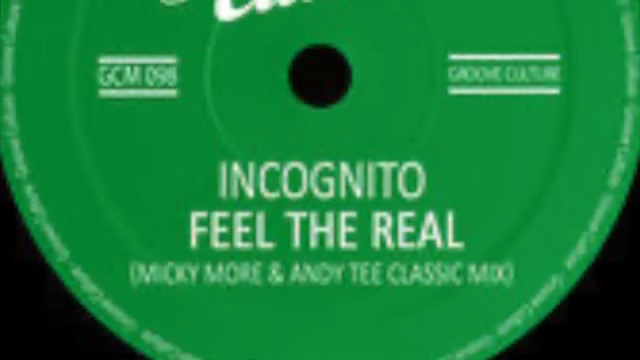 GCM 098
GROOVE CULTURE
INCOGNITO
FEEL THE REAL
(MICKY MORE & ANDY TEE CLASSIC MIX)